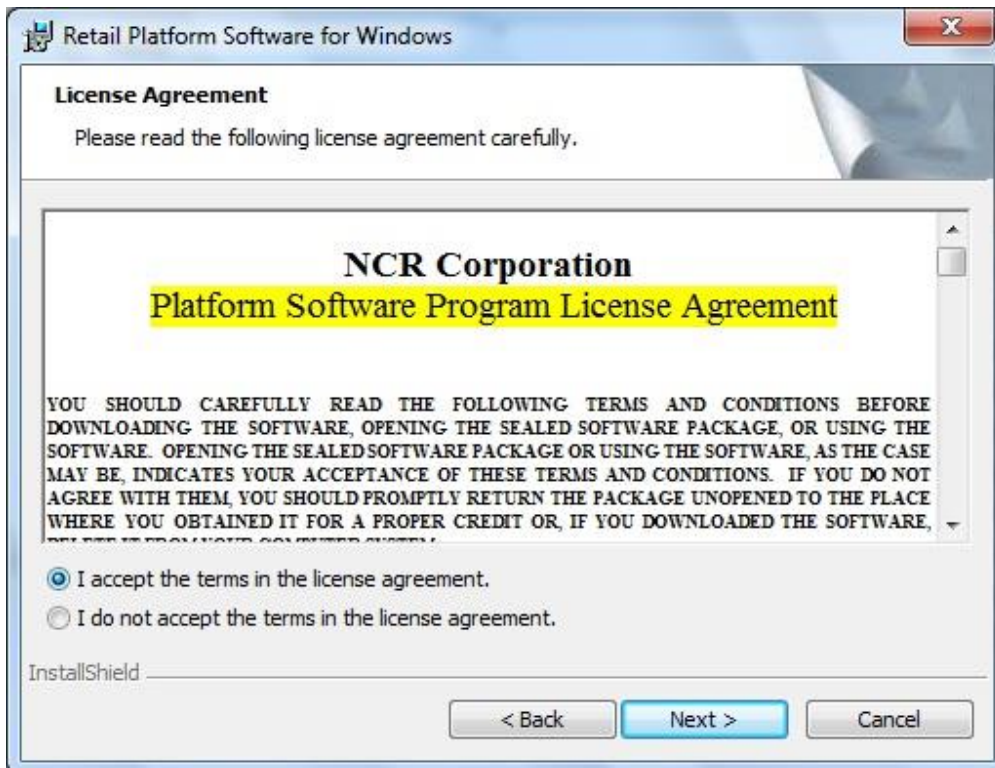 Retail Platform Software for Windows
License Agreement
Please read the following license agreement carefully.
NCR Corporation
Platform Software Program License Agreement
YOU SHOULD CAREFULLY READ THE FOLLOWING TERMS AND CONDITIONS BEFORE
DOWNLOADING THE SOFTWARE, OPENING THE SEALED SOFTWARE PACKAGE, OR USING THE
SOFTWARE. OPENING THE SEALED SOFTWARE PACKAGE OR USING THE SOFTWARE, AS THE CASE
MAY BE, INDICATES YOUR ACCEPTANCE OF THESE TERMS AND CONDITIONS. IF YOU DO NOT
AGREE WITH THEM, YOU SHOULD PROMPTLY RETURN THE PACKAGE UNOPENED TO THE PLACE
WHERE YOU OBTAINED IT FOR A PROPER CREDIT OR, IF YOU DOWNLOADED THE SOFTWARE,
DELETE IT FROM YOUR COMPUTER SYSTEM
I accept the terms in the license agreement.
I do not accept the terms in the license agreement.
InstallShield
< Back
Next >
Cancel